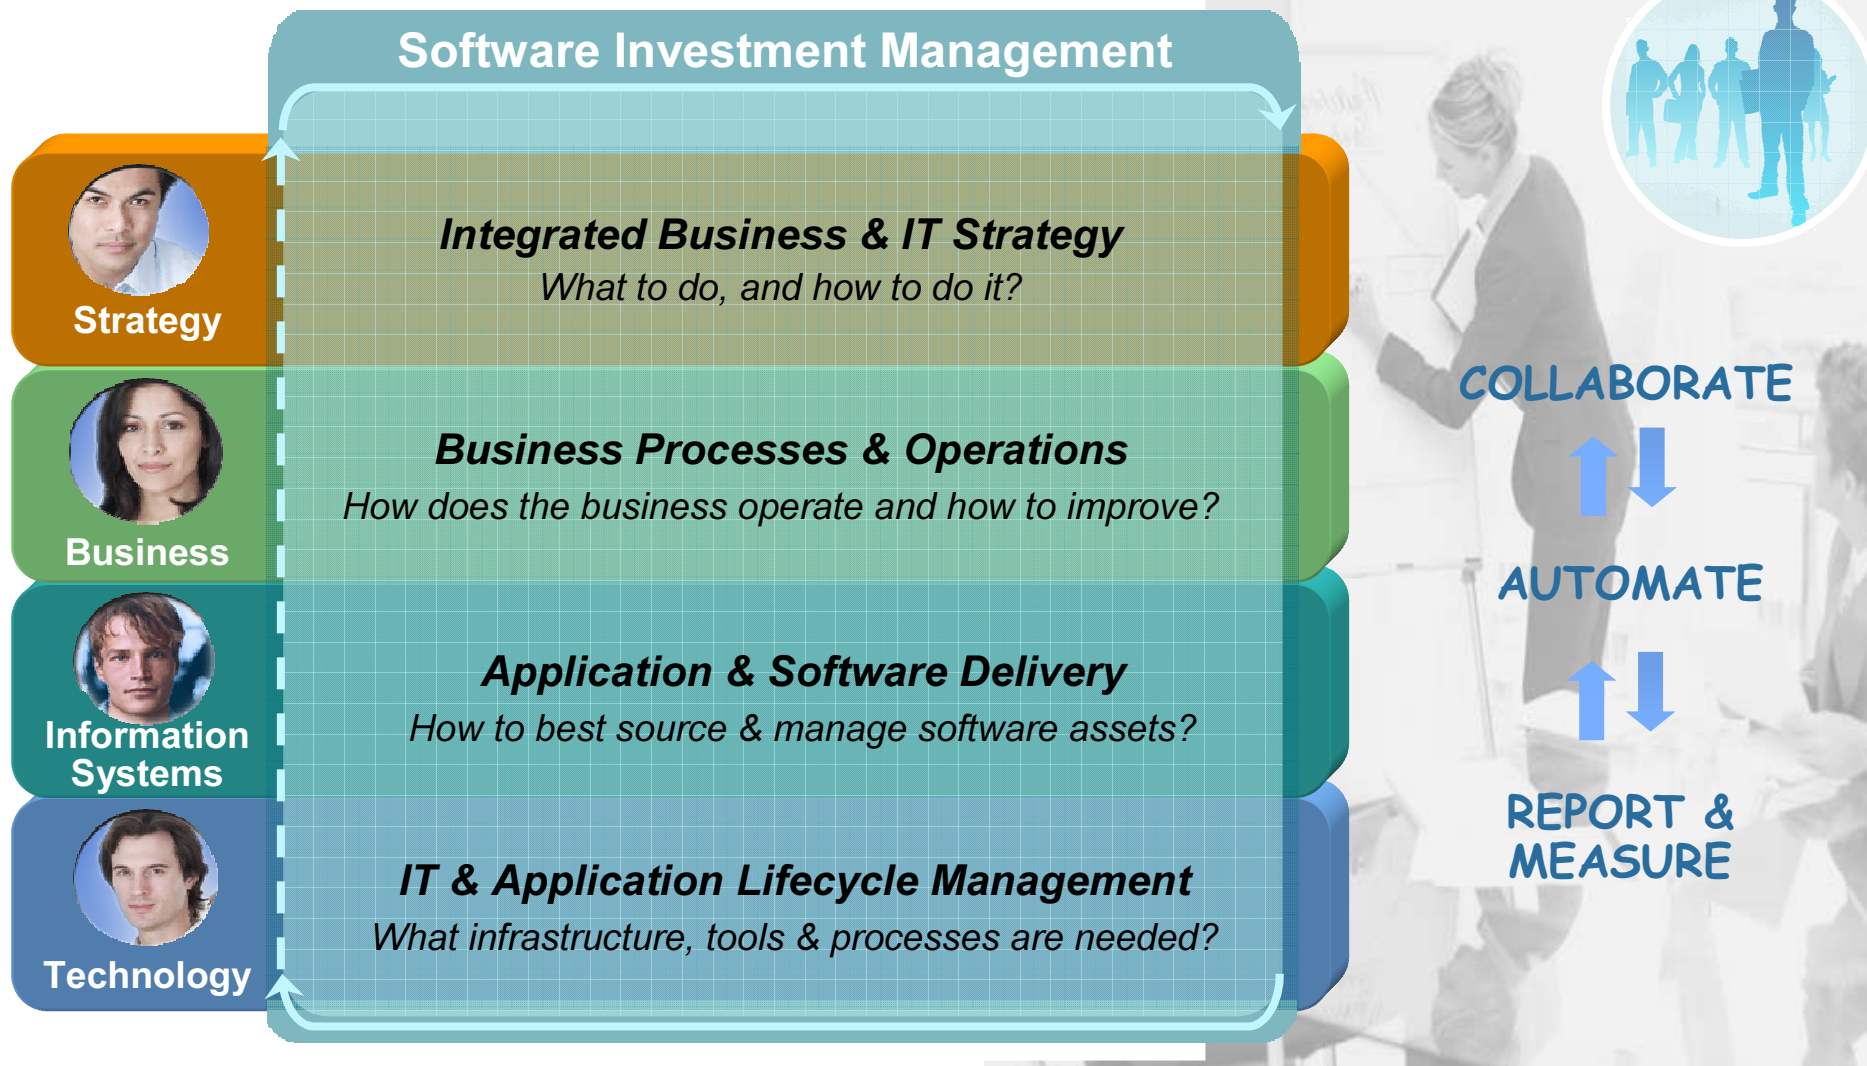 Software Investment Management
Strategy
Integrated Business & IT Strategy
What to do, and how to do it?
Business
Business Processes & Operations
How does the business operate and how to improve?
Information
Systems
Application & Software Delivery
How to best source & manage software assets?
Technology
IT & Application Lifecycle Management
What infrastructure, tools & processes are needed?
COLLABORATE
AUTOMATE
REPORT &
MEASURE